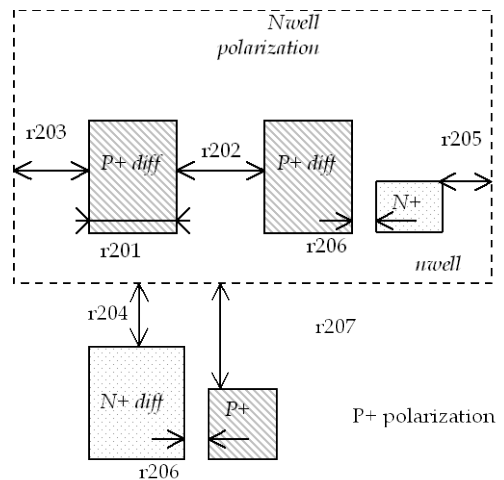 Nwell
polarization
r203
r202
r205
P+ diff
P+ diff
N+
r201
r206
nwell
r204
r207
N+ diff
P+
P+ polarization
r206